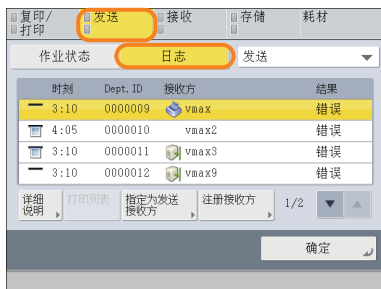 复印/ 发送 接收 存储 耗材
打印
作业状态 日志 发送
时刻 Dept. ID 接收方 结果
3:10 0000009 vmax 错误
4:05 0000010 vmax2 错误
3:10 0000011 vmax3 错误
3:10 0000012 vmax9 错误
详细 打印列表 指定为发送 注册接收方 1/2
说明 接收方
确定